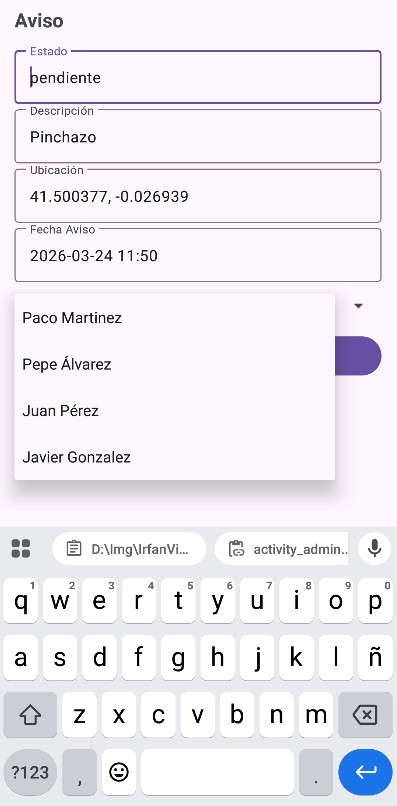 Aviso
Estado
pendiente
Descripción
Pinchazo
Ubicación
41.500377, -0.026939
Fecha Aviso
2026-03-24 11:50
Paco Martinez
Pepe Álvarez
Juan Pérez
Javier Gonzalez
D:\Img\IrfanVi... activity_admin...
1 2 3 4 5 6 7 8 9 0
q w e r t y u i o p
a s d f g h j k l ñ
z x c v b n m
?123 , .